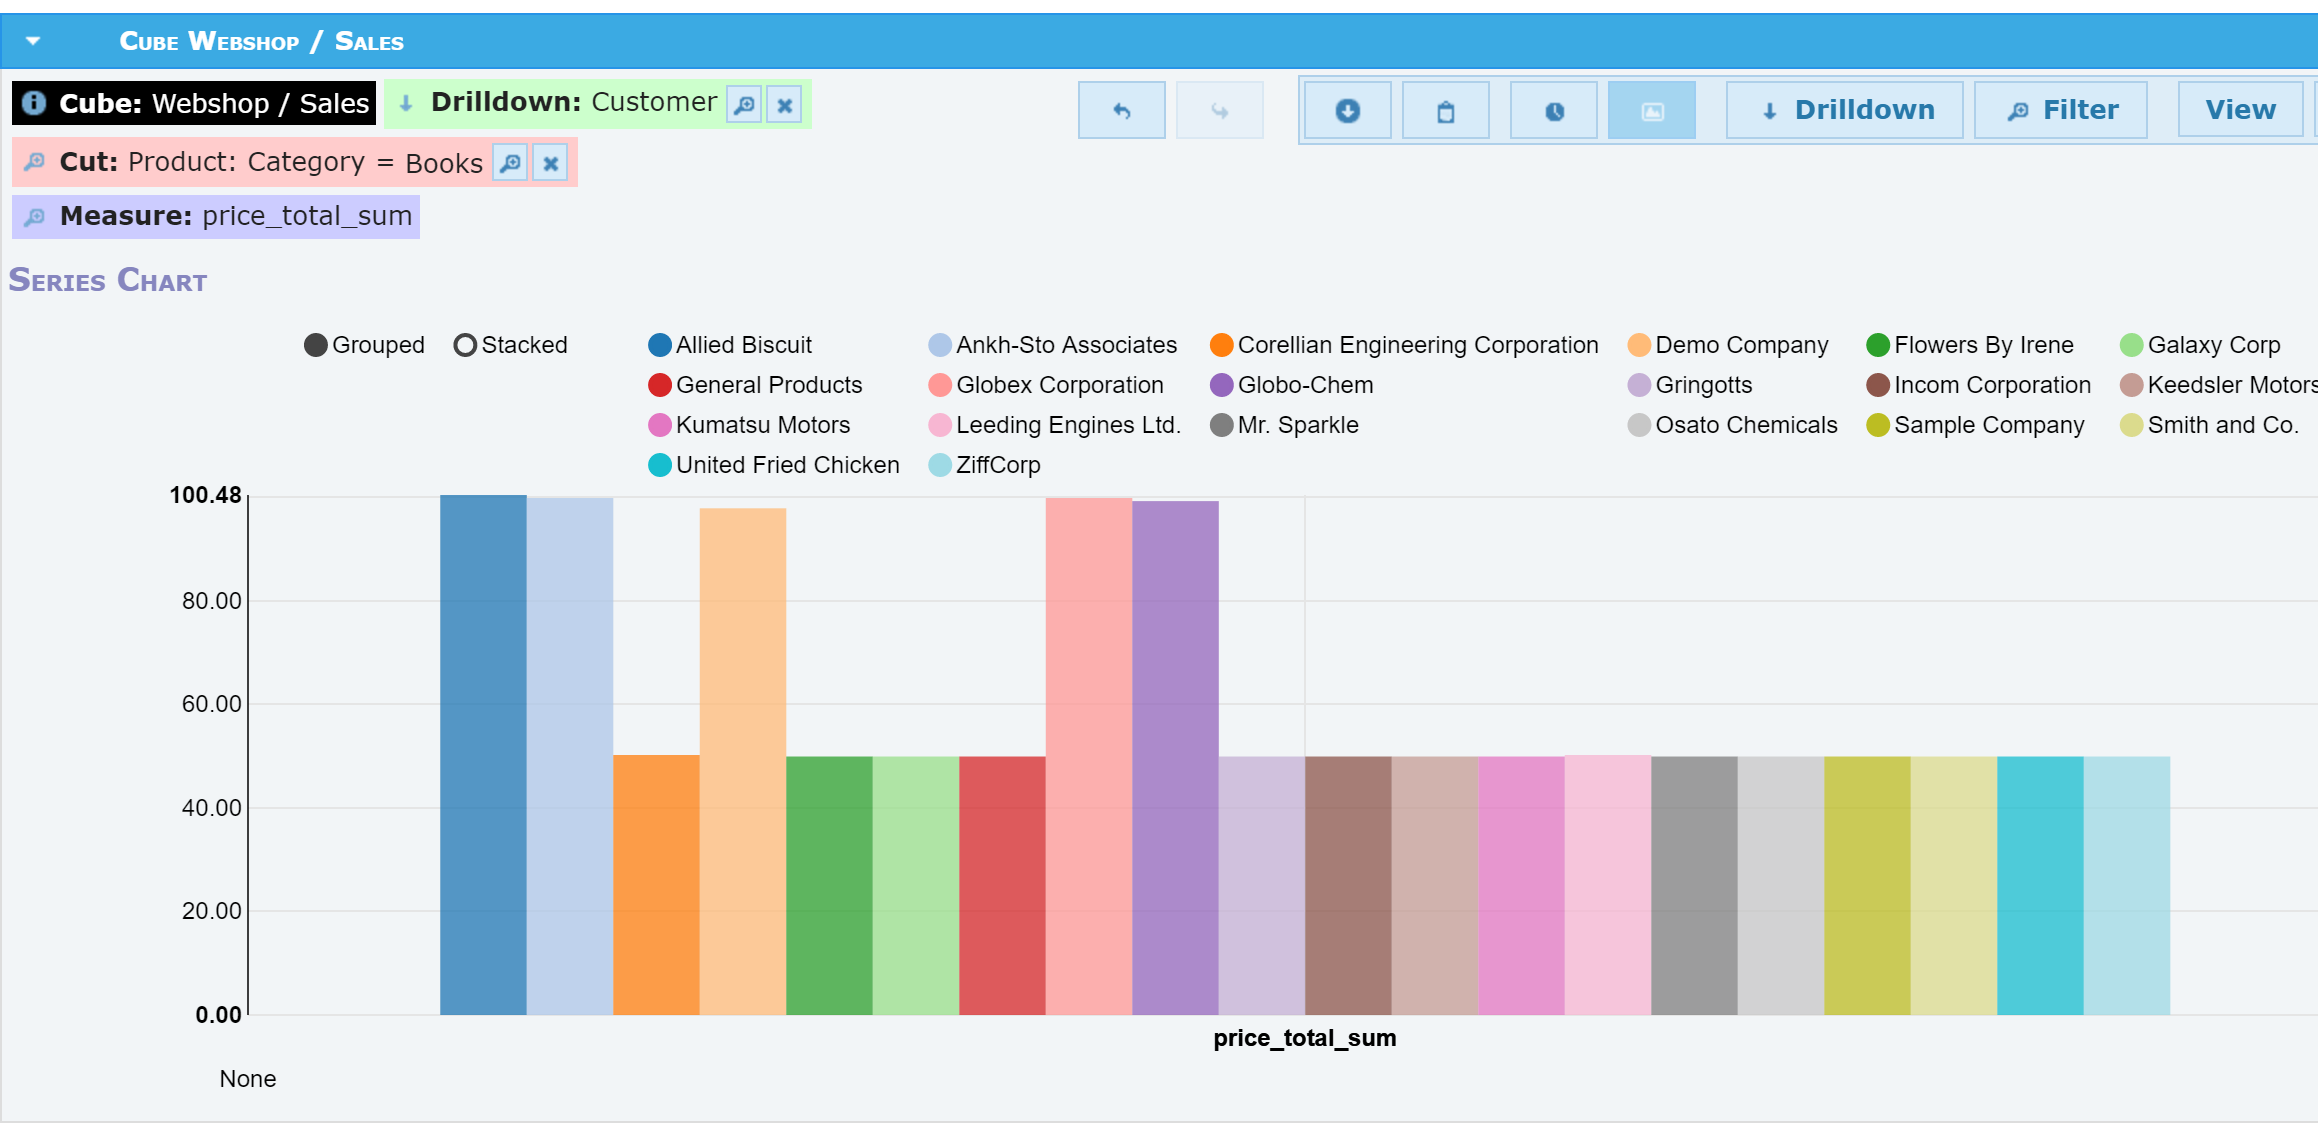 Cube Webshop / Sales
Cube: Webshop / Sales Drilldown: Customer Drilldown Filter View
Cut: Product: Category = Books
Measure: price_total_sum
Series Chart
Grouped Stacked Allied Biscuit Ankh-Sto Associates Corellian Engineering Corporation Demo Company Flowers By Irene Galaxy Corp
General Products Globex Corporation Globo-Chem Gringotts Incom Corporation Keedsler Motors
Kumatsu Motors Leeding Engines Ltd. Mr. Sparkle Osato Chemicals Sample Company Smith and Co.
United Fried Chicken ZiffCorp
100.48
80.00
60.00
40.00
20.00
0.00
price_total_sum
None